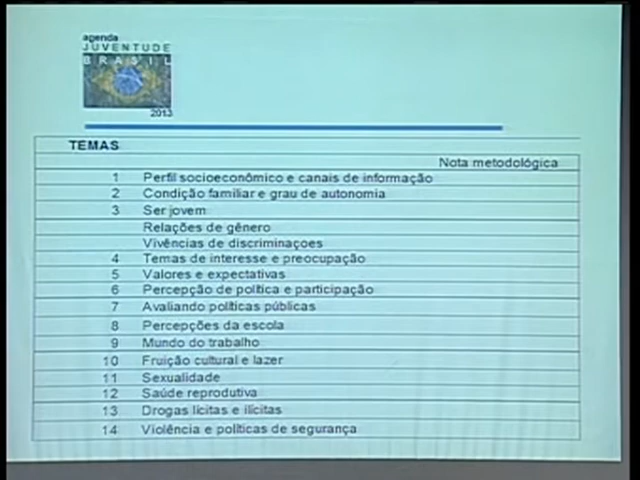 agenda
JUVENTUDE
BRASIL
2013
TEMAS
Nota metodológica
1 Perfil socioeconômico e canais de informação
2 Condição familiar e grau de autonomia
3 Ser jovem
Relações de gênero
Vivências de discriminaçoes
4 Temas de interesse e preocupação
5 Valores e expectativas
6 Percepção de política e participação
7 Avaliando políticas públicas
8 Percepções da escola
9 Mundo do trabalho
10 Fruição cultural e lazer
11 Sexualidade
12 Saúde reprodutiva
13 Drogas lícitas e ilícitas
14 Violência e políticas de segurança